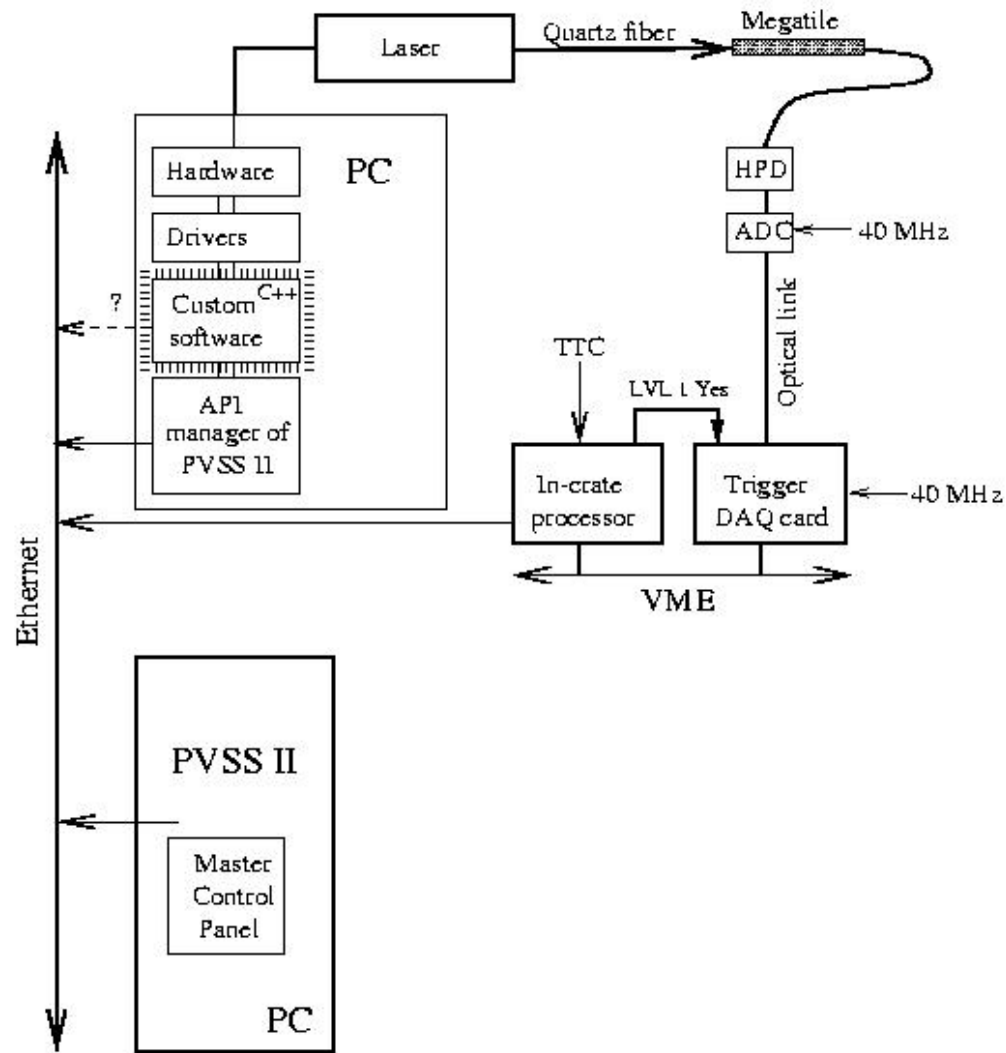 Laser
Quartz fiber
Megatile
Hardware
PC
HPD
Drivers
ADC
40 MHz
?
Custom C++
software
Optical link
TTC
LVL 1 Yes
API
manager of
PVSS II
In-crate
processor
Trigger
DAQ card
40 MHz
VME
Ethernet
PVSS II
Master
Control
Panel
PC